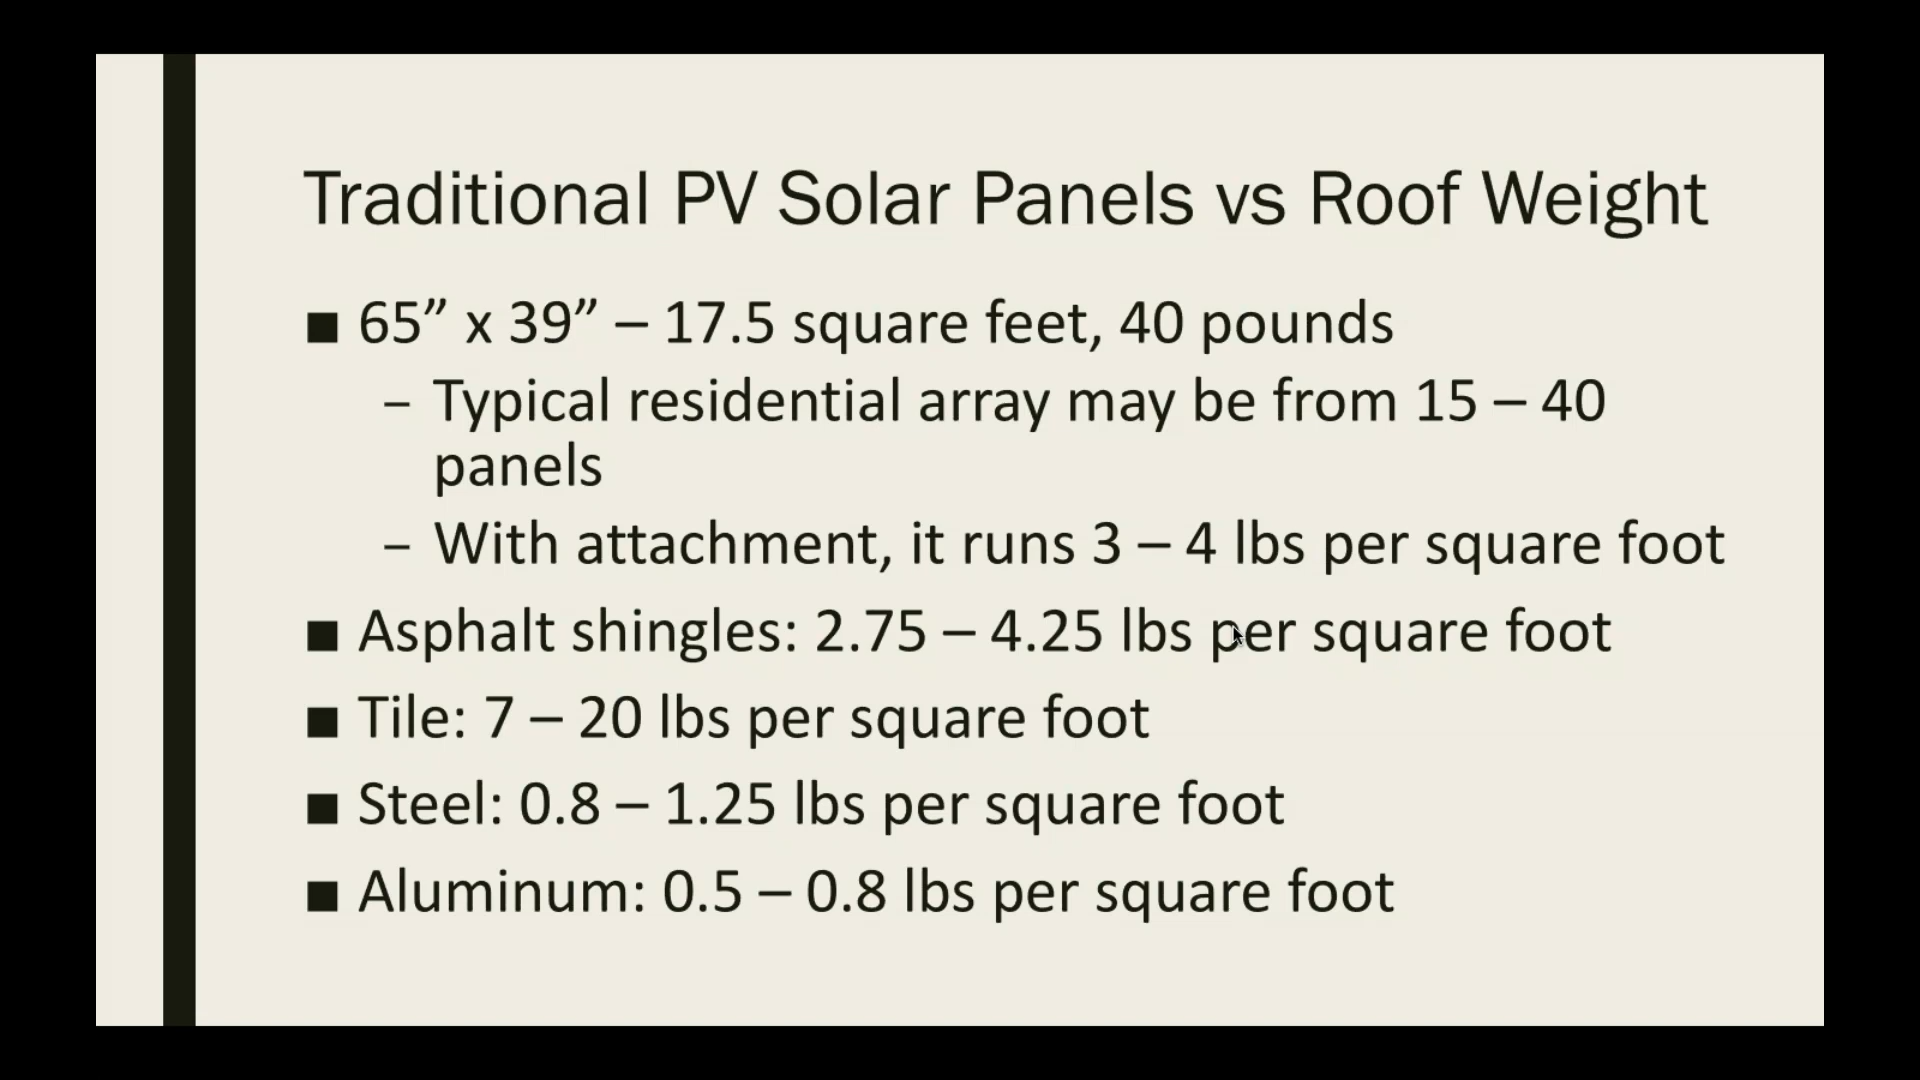 Traditional PV Solar Panels vs Roof Weight
■ 65” x 39” – 17.5 square feet, 40 pounds
– Typical residential array may be from 15 – 40
panels
– With attachment, it runs 3 – 4 lbs per square foot
■ Asphalt shingles: 2.75 – 4.25 lbs per square foot
■ Tile: 7 – 20 lbs per square foot
■ Steel: 0.8 – 1.25 lbs per square foot
■ Aluminum: 0.5 – 0.8 lbs per square foot